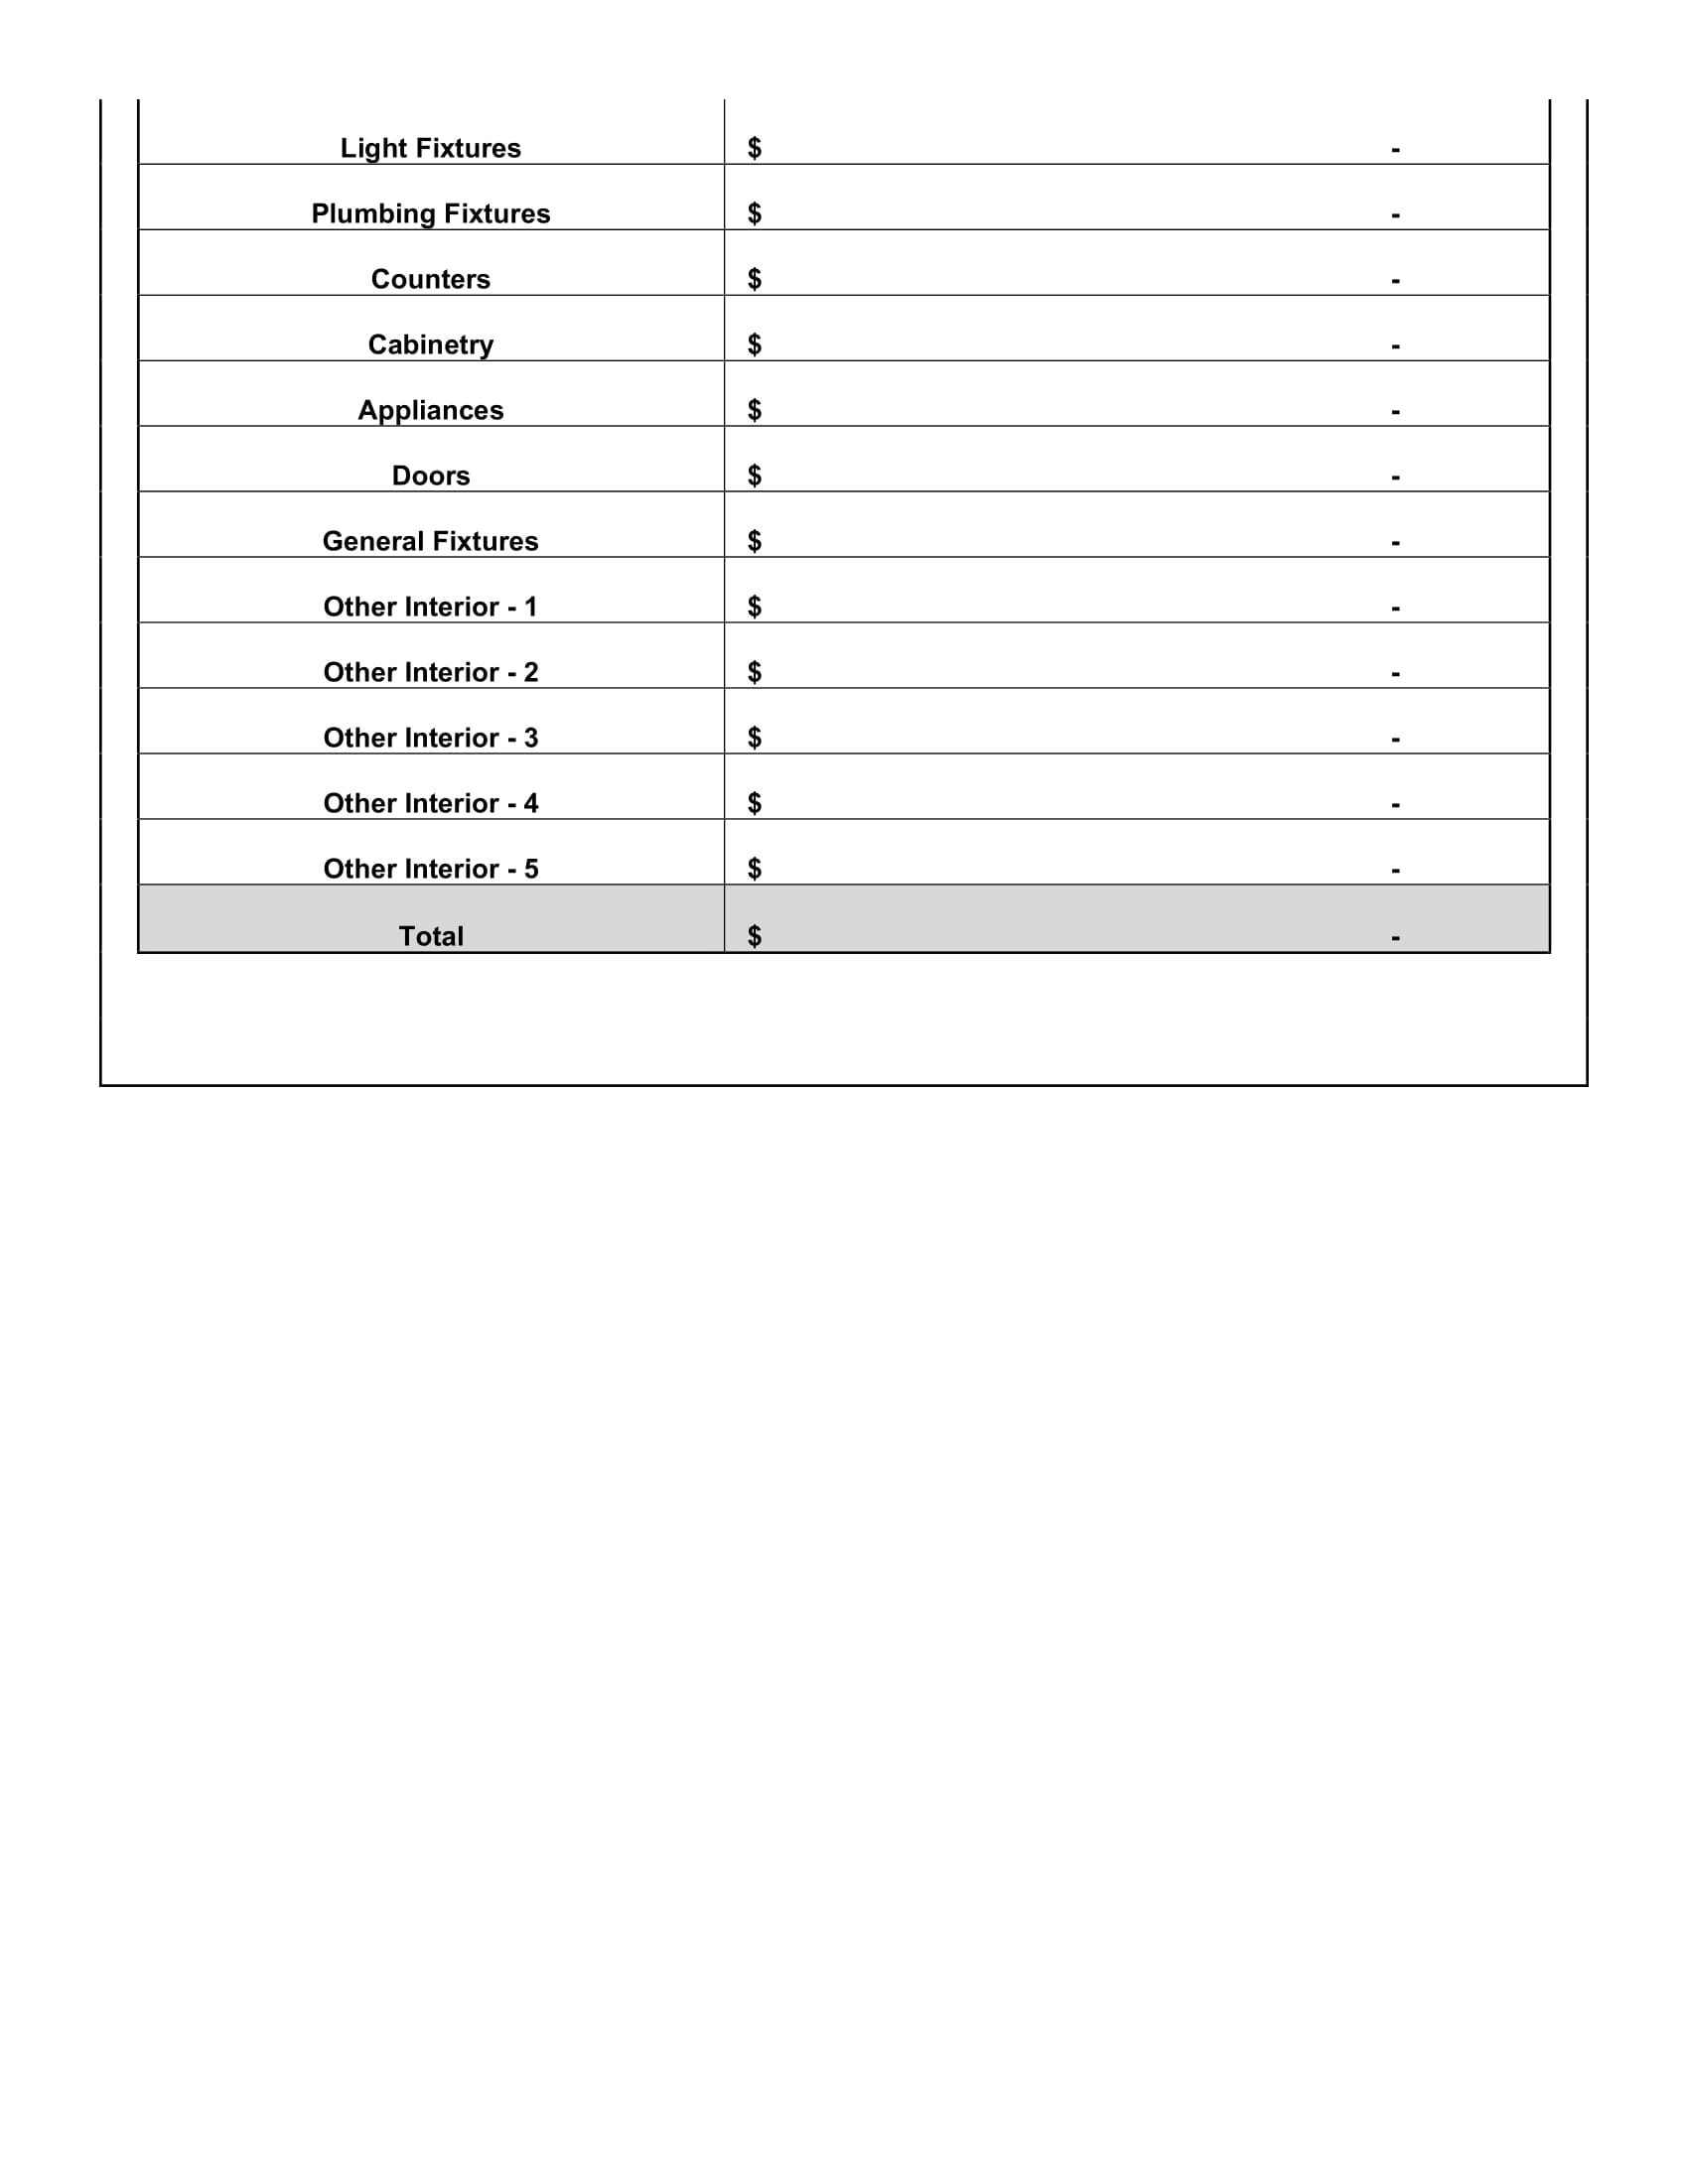 Light Fixtures $ -
Plumbing Fixtures $ -
Counters $ -
Cabinetry $ -
Appliances $ -
Doors $ -
General Fixtures $ -
Other Interior - 1 $ -
Other Interior - 2 $ -
Other Interior - 3 $ -
Other Interior - 4 $ -
Other Interior - 5 $ -
Total $ -